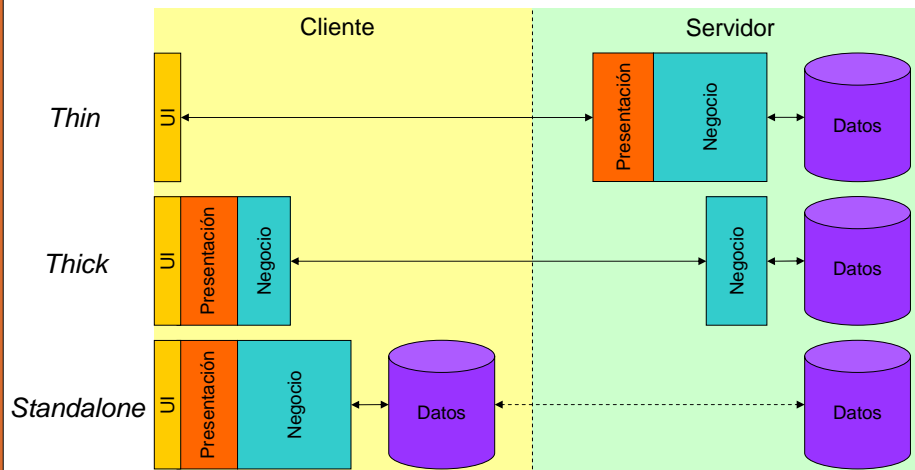 Cliente
Servidor
Thin
UI
Presentación
Negocio
Datos
Thick
UI
Presentación
Negocio
Negocio
Datos
Standalone
UI
Presentación
Negocio
Datos
Datos